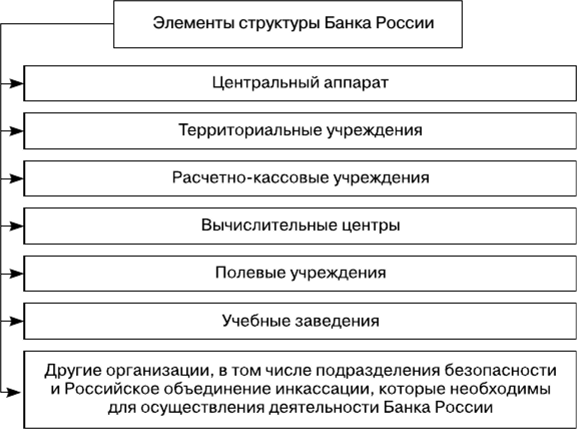 Элементы структуры Банка России
Центральный аппарат
Территориальные учреждения
Расчетно-кассовые учреждения
Вычислительные центры
Полевые учреждения
Учебные заведения
Другие организации, в том числе подразделения безопасности
и Российское объединение инкассации, которые необходимы
для осуществления деятельности Банка России